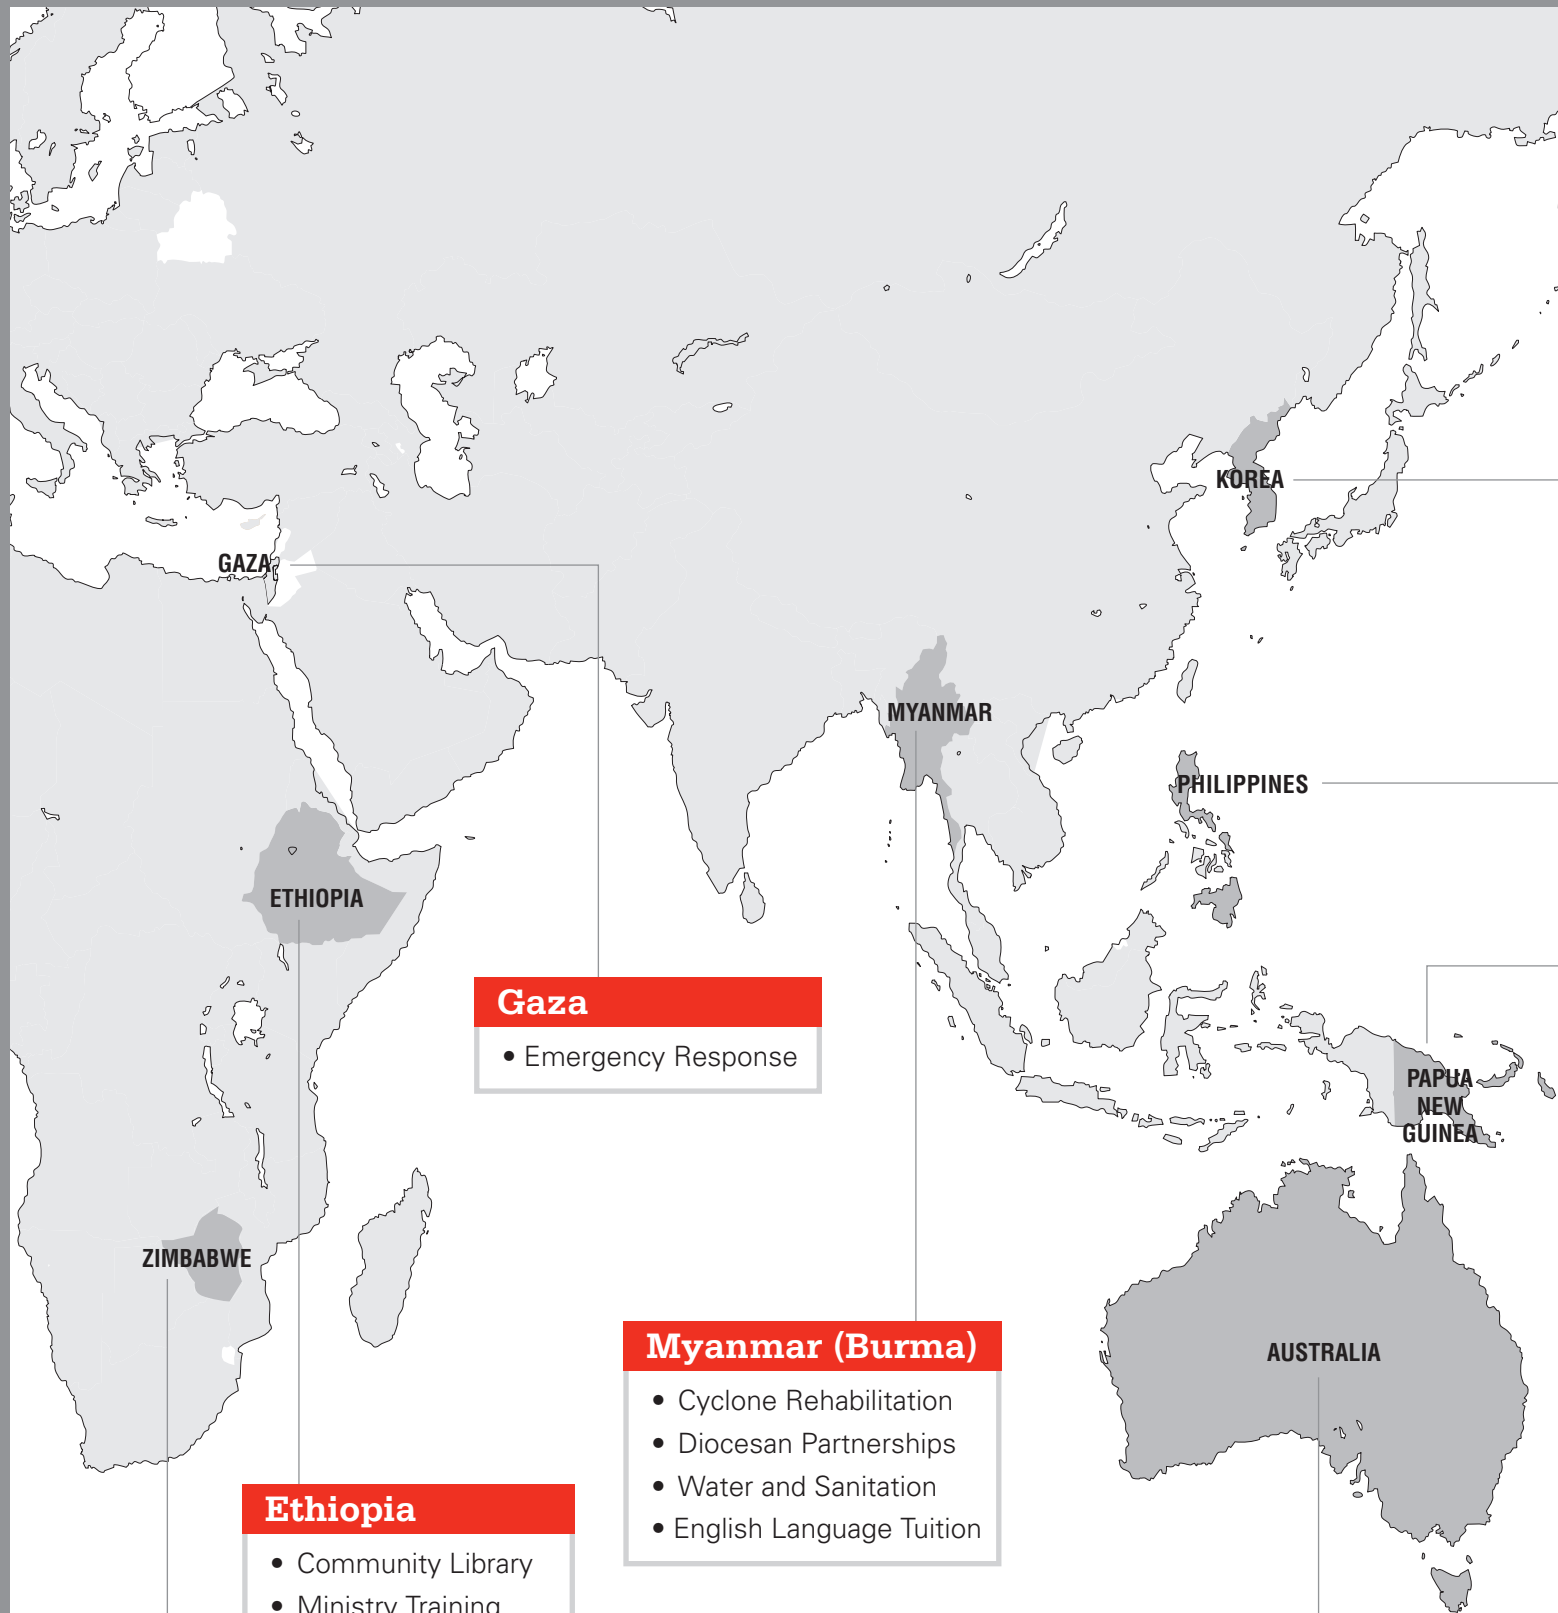 KOREA
GAZA
MYANMAR
PHILIPPINES
ETHIOPIA
Gaza
• Emergency Response
PAPUA
NEW
GUINEA
ZIMBABWE
AUSTRALIA
Myanmar (Burma)
• Cyclone Rehabilitation
• Diocesan Partnerships
• Water and Sanitation
• English Language Tuition
Ethiopia
• Community Library
• Ministry Training